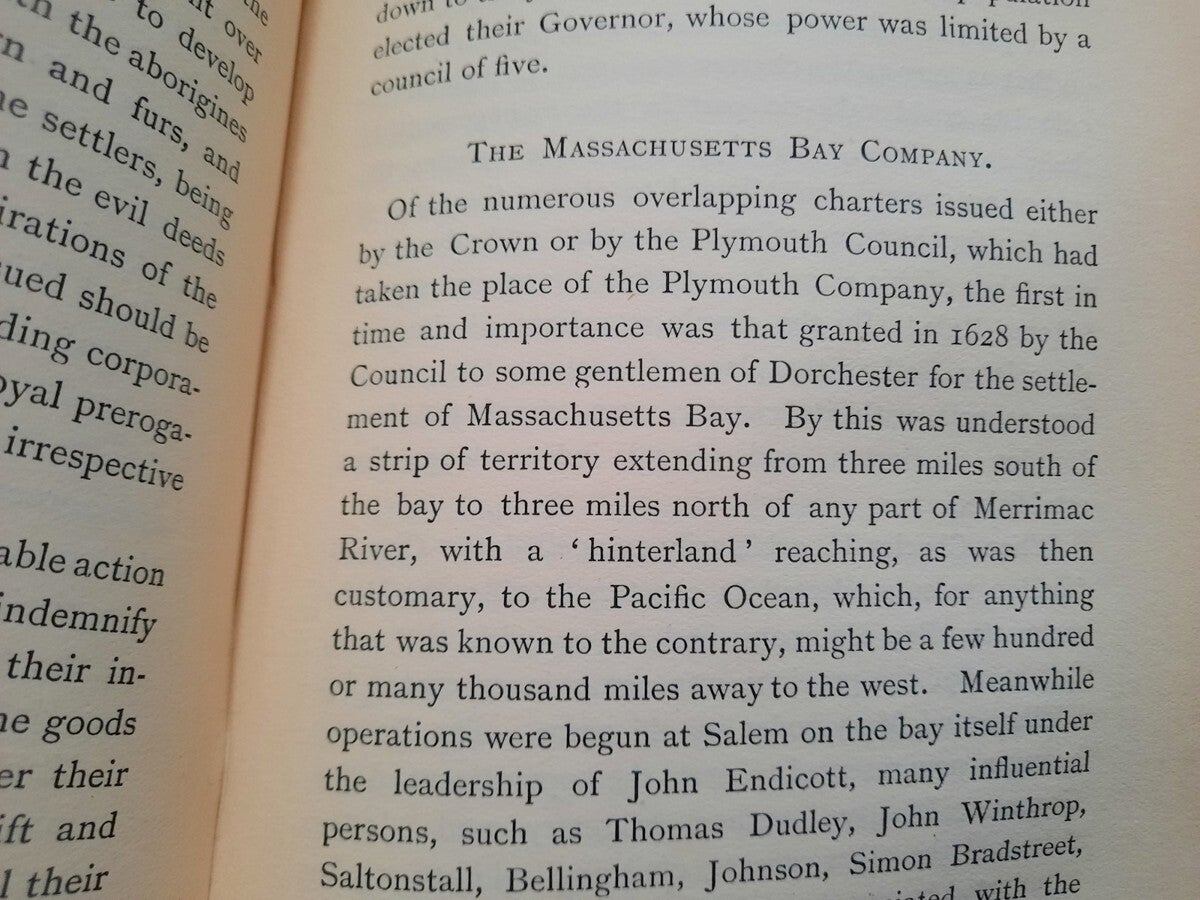 the
over
to develop
the aborigines
and furs, and
settlers, being
the evil deeds
of the
should be
corpora-
preroga-
irrespective
action
indemnify
their in-
goods
their
and
their
down to
elected their Governor, whose power was limited by a
council of five.
THE MASSACHUSETTS BAY COMPANY.
Of the numerous overlapping charters issued either
by the Crown or by the Plymouth Council, which had
taken the place of the Plymouth Company, the first in
time and importance was that granted in 1628 by the
Council to some gentlemen of Dorchester for the settle-
ment of Massachusetts Bay. By this was understood
a strip of territory extending from three miles south of
the bay to three miles north of any part of Merrimac
River, with a ‘hinterland’ reaching, as was then
customary, to the Pacific Ocean, which, for anything
that was known to the contrary, might be a few hundred
or many thousand miles away to the west. Meanwhile
operations were begun at Salem on the bay itself under
the leadership of John Endicott, many influential
persons, such as Thomas Dudley, John Winthrop,
Saltonstall, Bellingham, Johnson, Simon Bradstreet,
with the